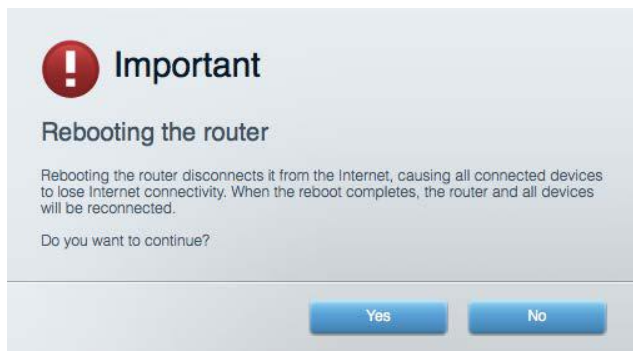 Important
Rebooting the router
Rebooting the router disconnects it from the Internet, causing all connected devices
to lose Internet connectivity. When the reboot completes, the router and all devices
will be reconnected.
Do you want to continue?
Yes
No